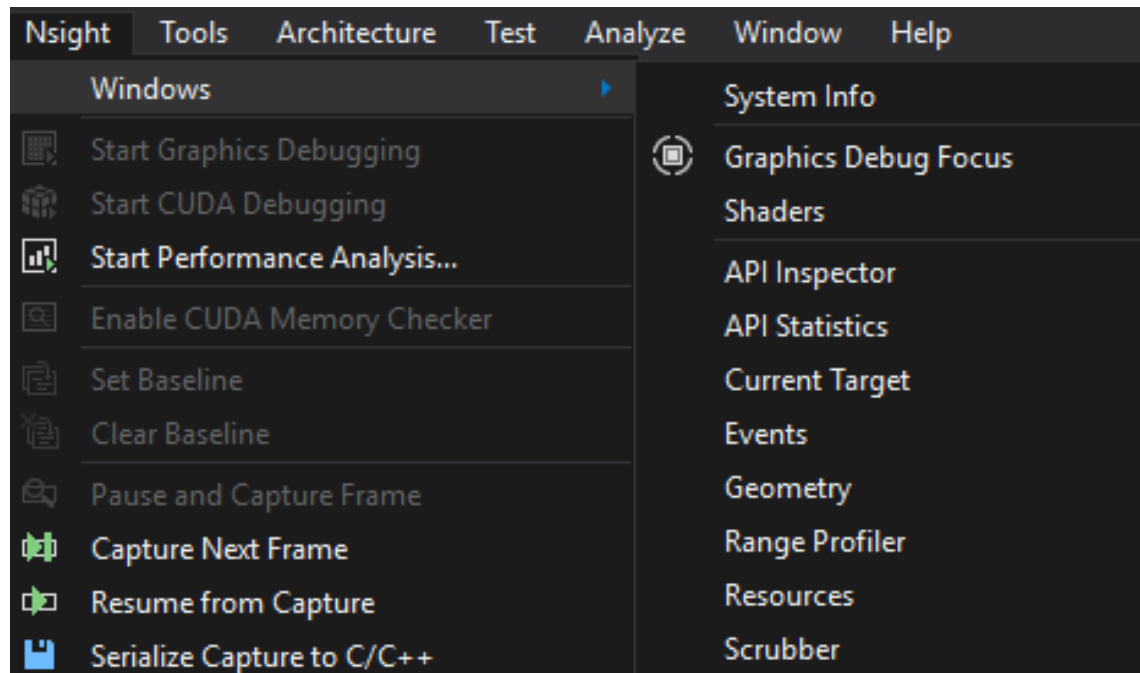 Nsight Tools Architecture Test Analyze Window Help
Windows
Start Graphics Debugging
Start CUDA Debugging
Start Performance Analysis...
Enable CUDA Memory Checker
Set Baseline
Clear Baseline
Pause and Capture Frame
Capture Next Frame
Resume from Capture
Serialize Capture to C/C++
System Info
Graphics Debug Focus
Shaders
API Inspector
API Statistics
Current Target
Events
Geometry
Range Profiler
Resources
Scrubber